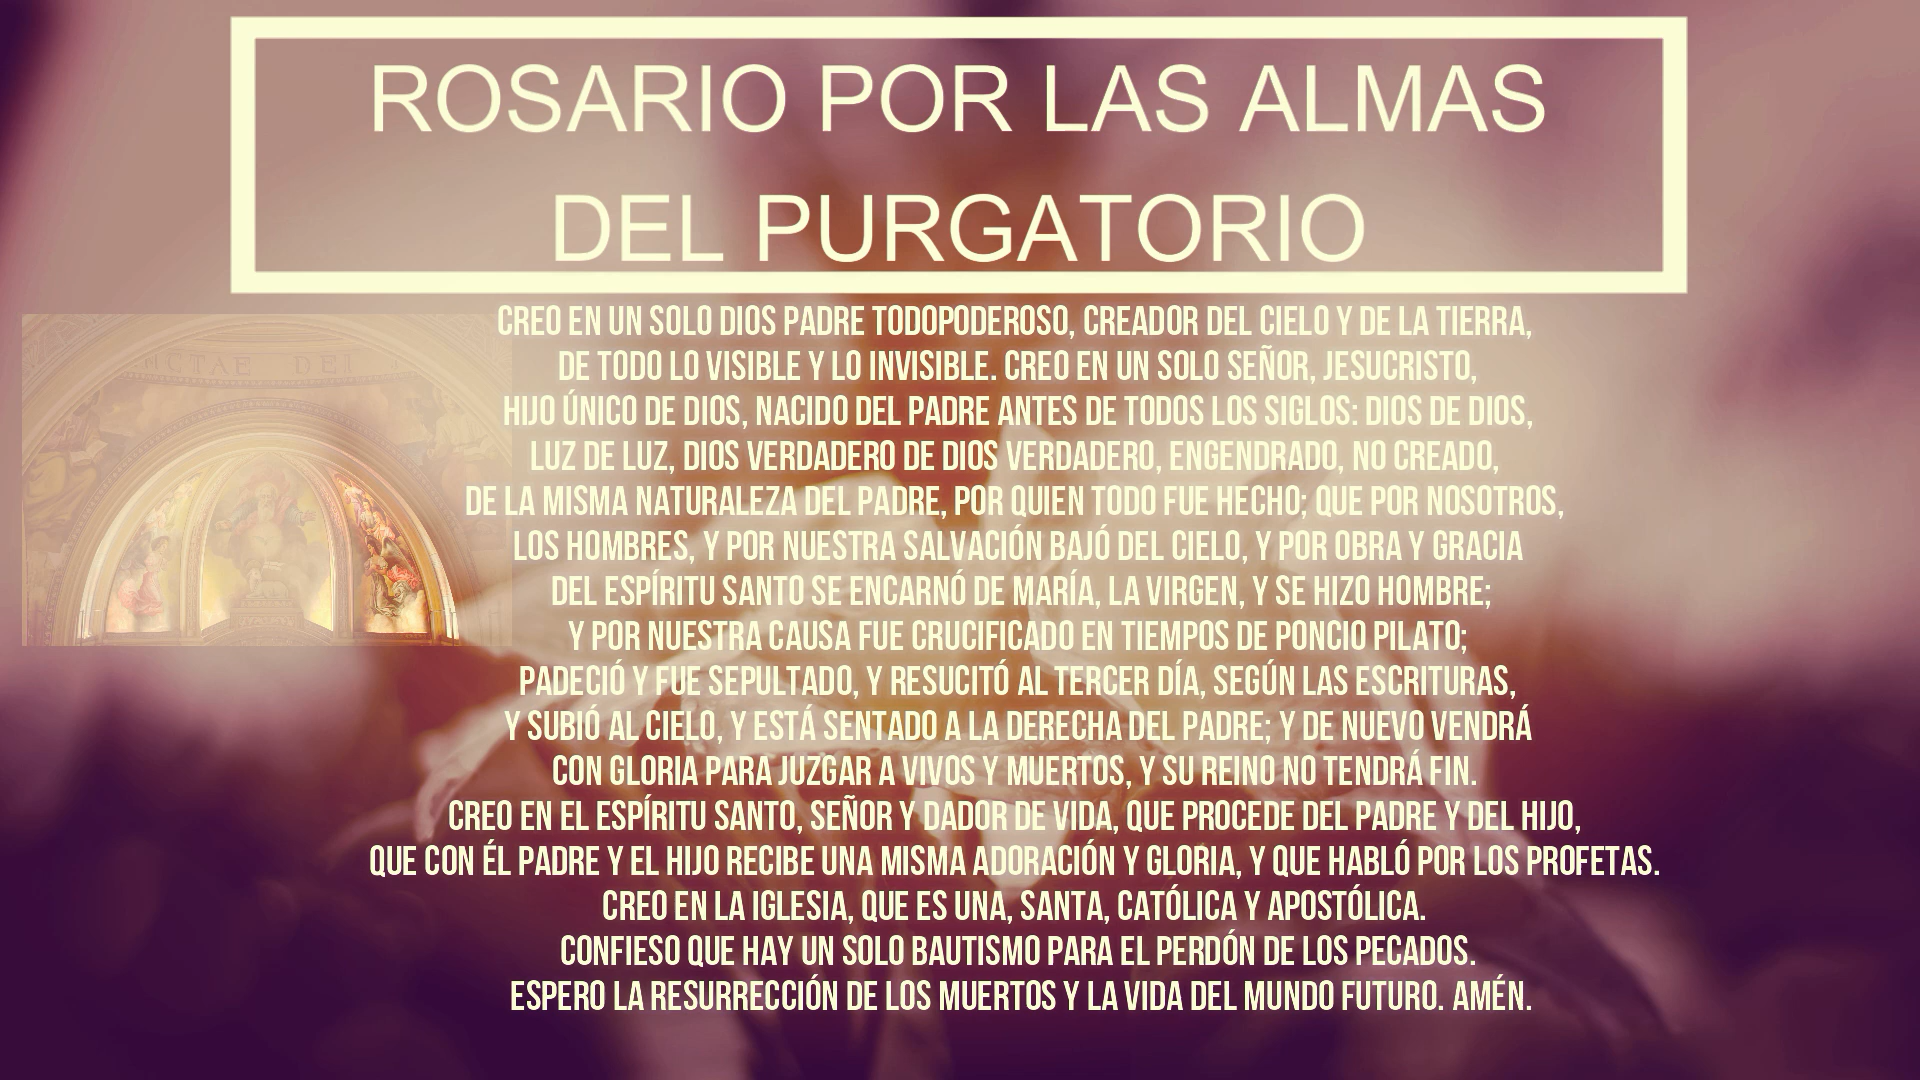 ROSARIO POR LAS ALMAS
DEL PURGATORIO
CREO EN UN SOLO DIOS PADRE TODOPODEROSO, CREADOR DEL CIELO Y DE LA TIERRA,
DE TODO LO VISIBLE Y LO INVISIBLE. CREO EN UN SOLO SEÑOR, JESUCRISTO,
HIJO ÚNICO DE DIOS, NACIDO DEL PADRE ANTES DE TODOS LOS SIGLOS: DIOS DE DIOS,
LUZ DE LUZ, DIOS VERDADERO DE DIOS VERDADERO, ENGENDRADO, NO CREADO,
DE LA MISMA NATURALEZA DEL PADRE, POR QUIEN TODO FUE HECHO; QUE POR NOSOTROS,
LOS HOMBRES, Y POR NUESTRA SALVACIÓN BAJÓ DEL CIELO, Y POR OBRA Y GRACIA
DEL ESPÍRITU SANTO SE ENCARNÓ DE MARÍA, LA VIRGEN, Y SE HIZO HOMBRE;
Y POR NUESTRA CAUSA FUE CRUCIFICADO EN TIEMPOS DE PONCIO PILATO;
PADECIÓ Y FUE SEPULTADO, Y RESUCITÓ AL TERCER DÍA, SEGÚN LAS ESCRITURAS,
Y SUBIÓ AL CIELO, Y ESTÁ SENTADO A LA DERECHA DEL PADRE; Y DE NUEVO VENDRÁ
CON GLORIA PARA JUZGAR A VIVOS Y MUERTOS, Y SU REINO NO TENDRÁ FIN.
CREO EN EL ESPÍRITU SANTO, SEÑOR Y DADOR DE VIDA, QUE PROCEDE DEL PADRE Y DEL HIJO,
QUE CON ÉL PADRE Y EL HIJO RECIBE UNA MISMA ADORACIÓN Y GLORIA, Y QUE HABLÓ POR LOS PROFETAS.
CREO EN LA IGLESIA, QUE ES UNA, SANTA, CATÓLICA Y APOSTÓLICA.
CONFIESO QUE HAY UN SOLO BAUTISMO PARA EL PERDÓN DE LOS PECADOS.
ESPERO LA RESURRECCIÓN DE LOS MUERTOS Y LA VIDA DEL MUNDO FUTURO. AMÉN.
DEI